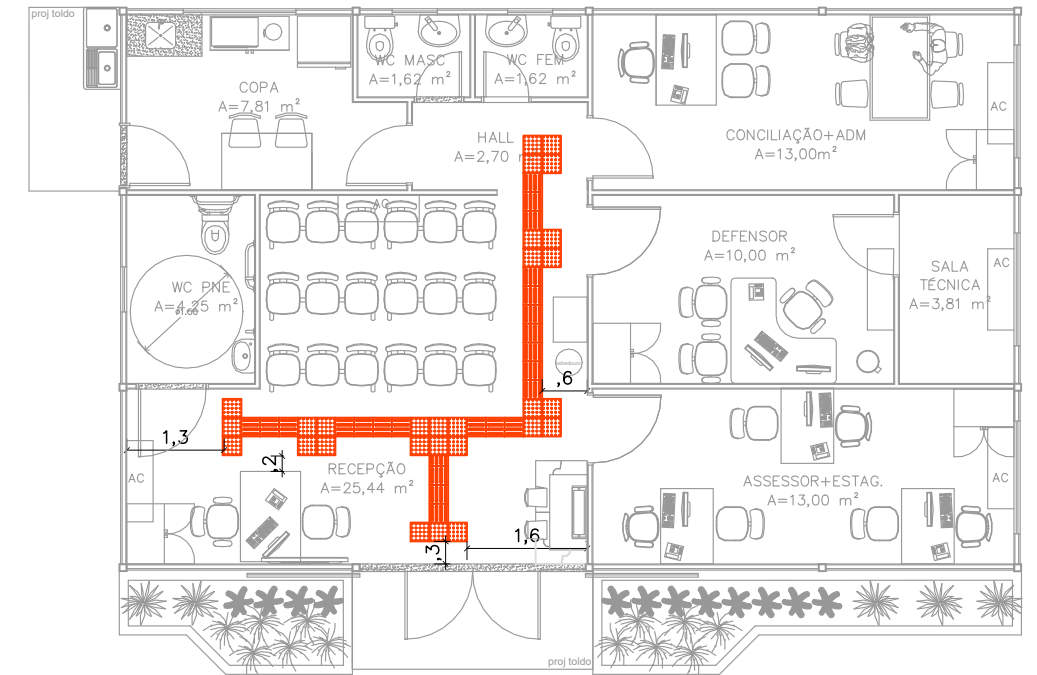 proj toldo
WC MASC
A=1,62 m²
WC FEM
A=1,62 m²
COPA
A=7,81 m²
HALL
A=2,70
CONCILIAÇÃO+ADM
A=13,00m²
AC
AC
DEFENSOR
A=10,00 m²
SALA
TÉCNICA
A=3,81 m²
AC
WC PNE
A=4,25 m²
,6
1,3
,2
AC
RECEPÇÃO
A=25,44 m²
ASSESSOR+ESTAG.
A=13,00 m²
AC
1,6
,3
proj toldo